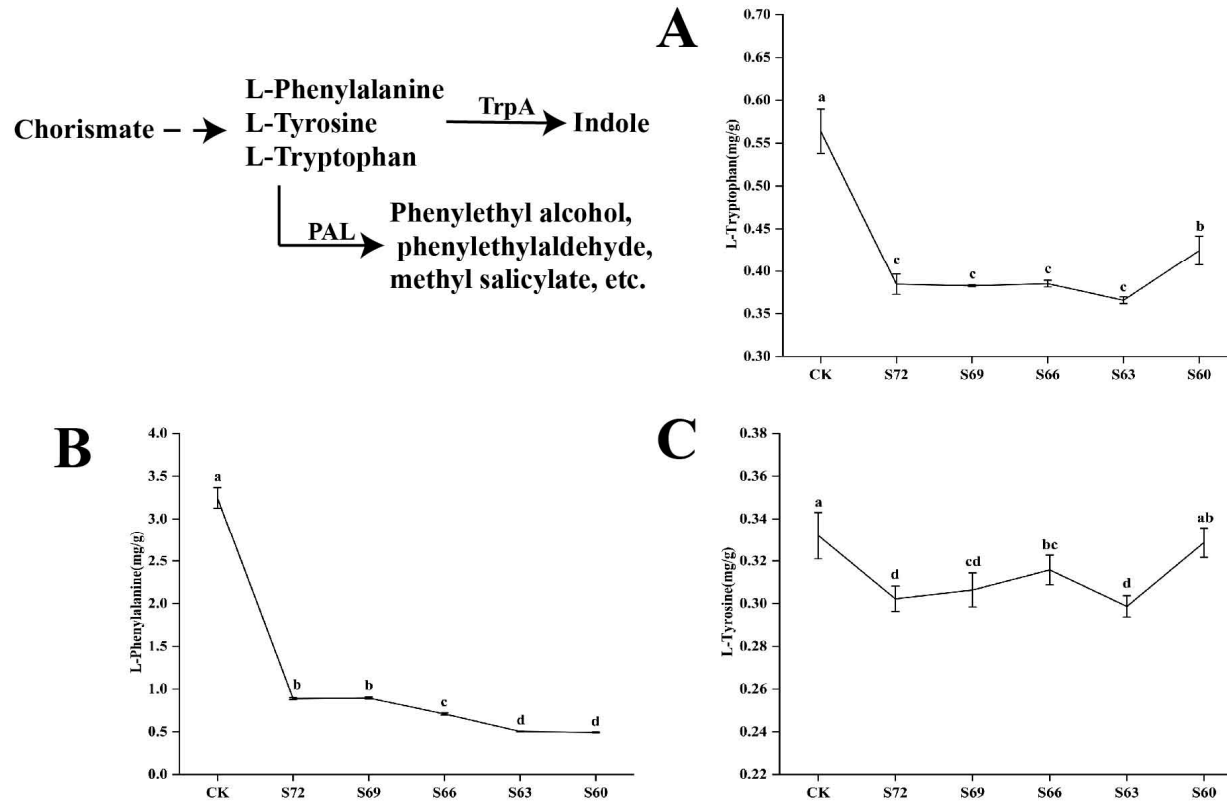 Chorismate
L-Phenylalanine
L-Tyrosine
L-Tryptophan
TrpA
Indole
PAL
Phenylethyl alcohol,
phenylethylaldehyde,
methyl salicylate, etc.
A
L-Tryptophan(mg/g)
0.70
0.65
0.60
0.55
0.50
0.45
0.40
0.35
0.30
a
c
c
c
c
b
CK S72 S69 S66 S63 S60
B
L-Phenylalanine(mg/g)
4.0
3.5
3.0
2.5
2.0
1.5
1.0
0.5
0.0
a
b
b
c
d
d
CK S72 S69 S66 S63 S60
C
L-Tyrosine(mg/g)
0.38
0.36
0.34
0.32
0.30
0.28
0.26
0.24
0.22
a
d
cd
bc
d
ab
CK S72 S69 S66 S63 S60